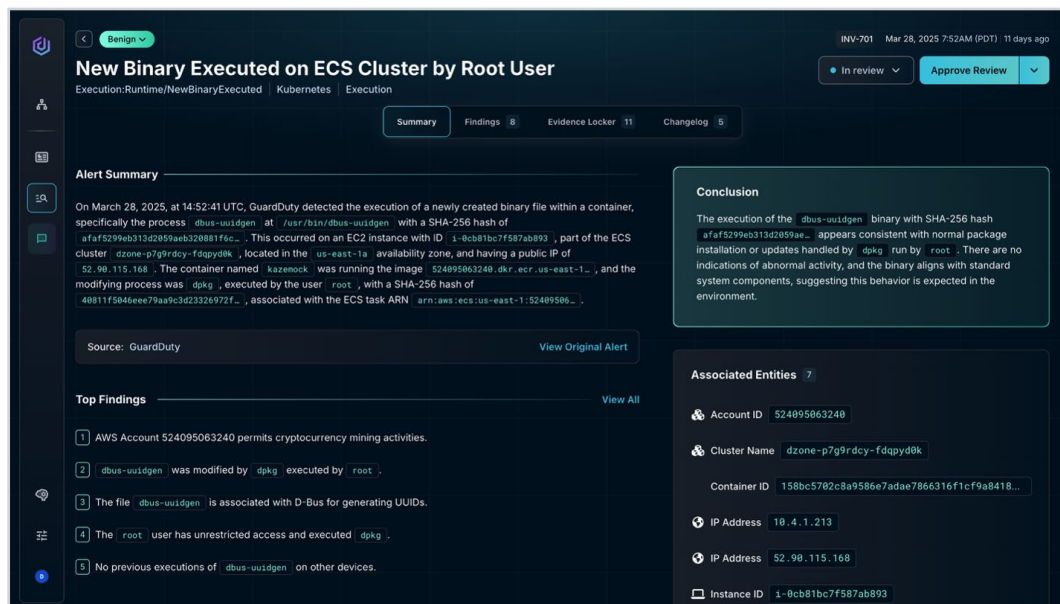 Benign
INV-701 Mar 28, 2025 7:52AM (PDT) 11 days ago
New Binary Executed on ECS Cluster by Root User
In review
Approve Review
Execution:Runtime/NewBinaryExecuted | Kubernetes | Execution
Summary
Findings 8
Evidence Locker 11
Changelog 5
Alert Summary
On March 28, 2025, at 14:52:41 UTC, GuardDuty detected the execution of a newly created binary file within a container,
specifically the process dbus-uuidgen at /usr/bin/dbus-uuidgen with a SHA-256 hash of
afaf5299eb313d2059aeb320881f6c… . This occurred on an EC2 instance with ID i-0cb81bc7f587ab893 , part of the ECS
cluster dzone-p7g9rdcy-fdqpyd0k , located in the us-east-1a availability zone, and having a public IP of
52.90.115.168 . The container named kazemock was running the image 524095063240.dkr.ecr.us-east-1… , and the
modifying process was dpkg , executed by the user root , with a SHA-256 hash of
40811f5046eee79aa9c3d23326972f… , associated with the ECS task ARN arn:aws:ecs:us-east-1:52409506… .
Source: GuardDuty
View Original Alert
Top Findings
View All
1 AWS Account 524095063240 permits cryptocurrency mining activities.
2 dbus-uuidgen was modified by dpkg executed by root .
3 The file dbus-uuidgen is associated with D-Bus for generating UUIDs.
4 The root user has unrestricted access and executed dpkg .
5 No previous executions of dbus-uuidgen on other devices.
Conclusion
The execution of the dbus-uuidgen binary with SHA-256 hash
afaf5299eb313d2059ae… appears consistent with normal package
installation or updates handled by dpkg run by root . There are no
indications of abnormal activity, and the binary aligns with standard
system components, suggesting this behavior is expected in the
environment.
Associated Entities 7
Account ID 524095063240
Cluster Name dzone-p7g9rdcy-fdqpyd0k
Container ID 158bc5702c8a9586e7adae7866316f1cf9a8418…
IP Address 10.4.1.213
IP Address 52.90.115.168
Instance ID i-0cb81bc7f587ab893
D